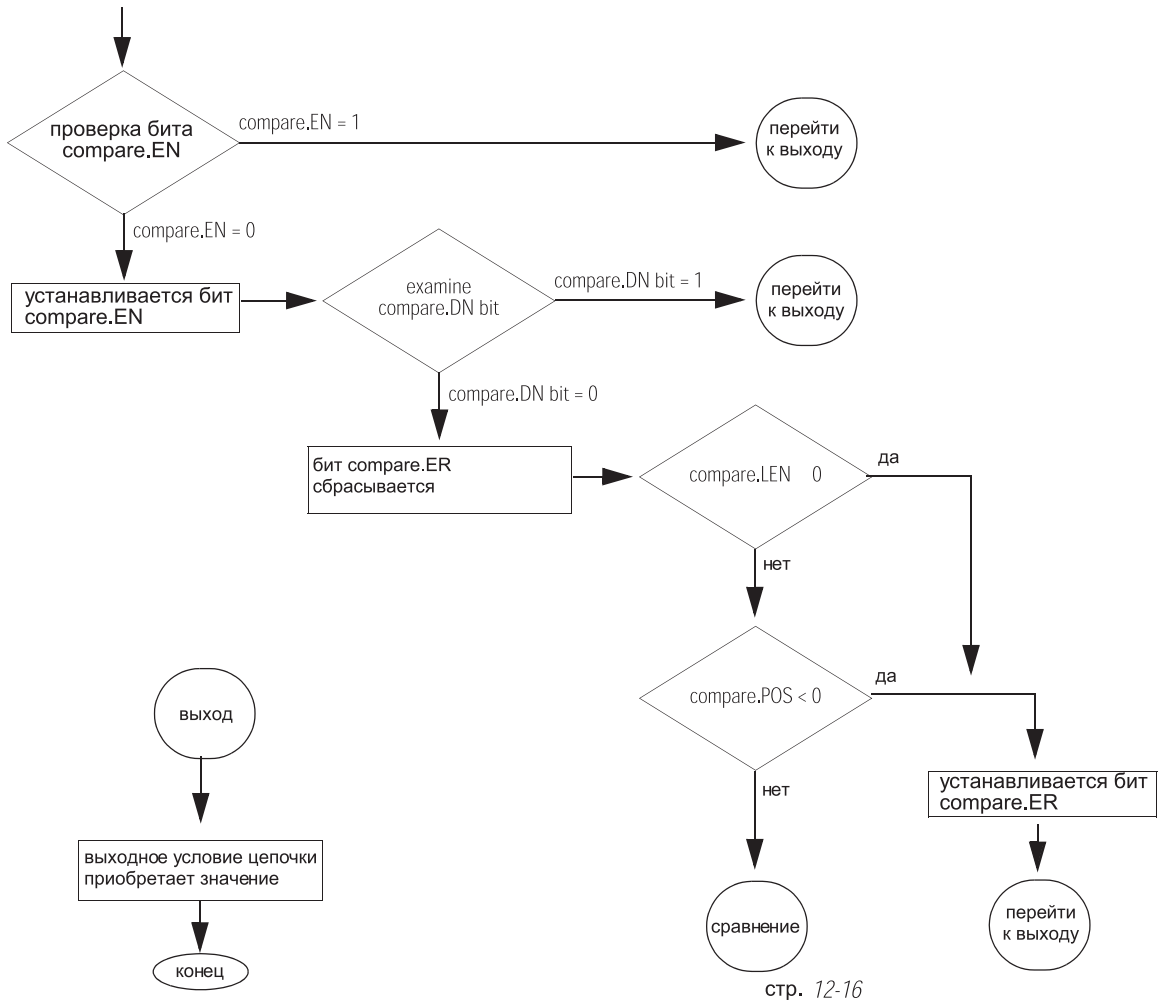 проверка бита
compare.EN
compare.EN = 1
перейти
к выходу
compare.EN = 0
устанавливается бит
compare.EN
examine
compare.DN bit
compare.DN bit = 1
перейти
к выходу
compare.DN bit = 0
бит compare.ER
сбрасывается
compare.LEN 0
да
нет
compare.POS < 0
да
нет
устанавливается бит
compare.ER
выход
выходное условие цепочки
приобретает значение
конец
сравнение
перейти
к выходу
стр. 12-16